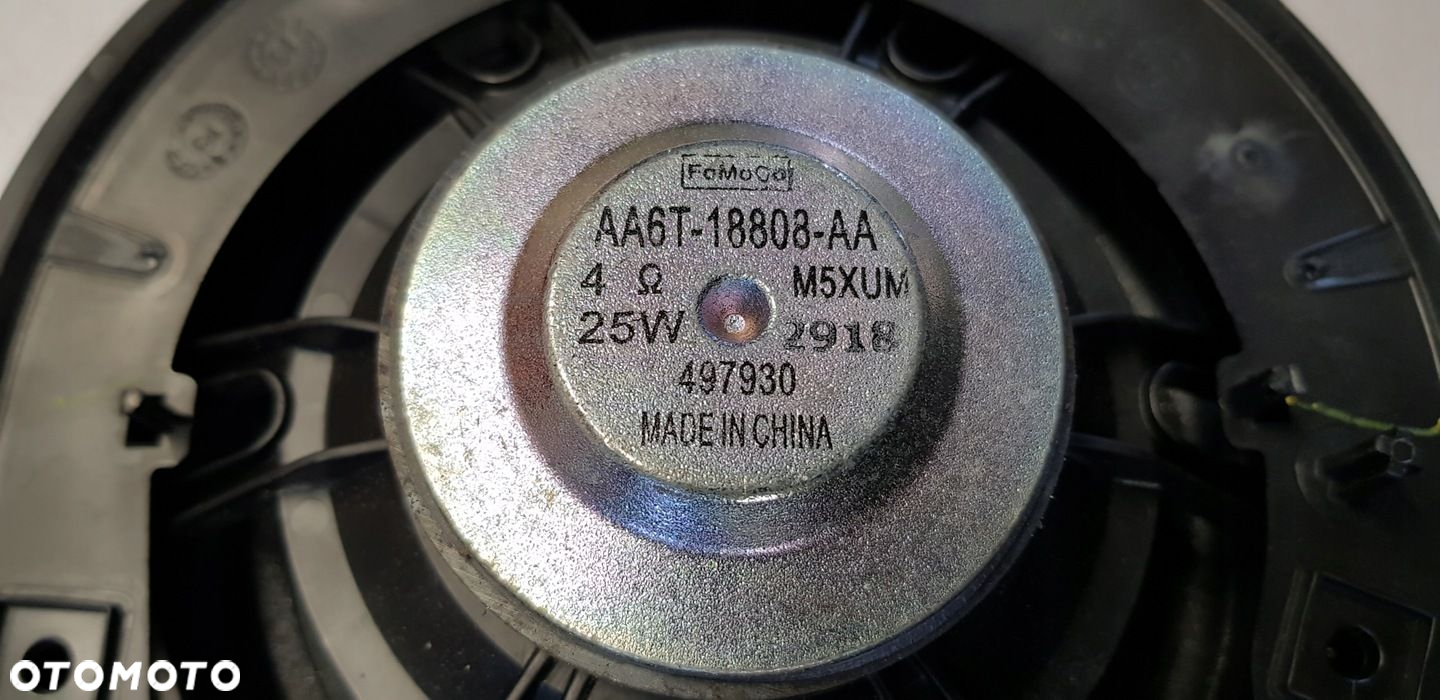 FoMoCo
AA6T-18808-AA
4 Ω M5XUM
25W 2918
497930
MADE IN CHINA
OTOMOTO